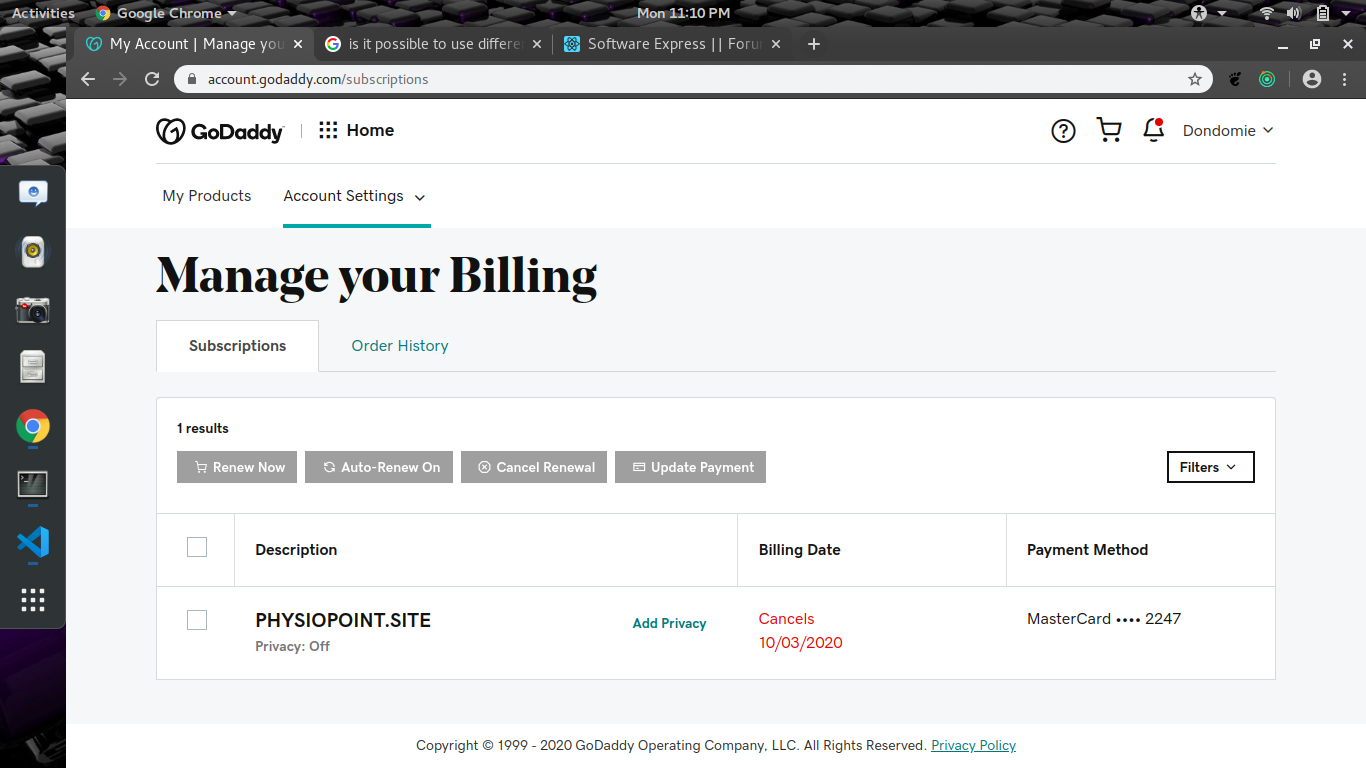 Activities Google Chrome Mon 11:10 PM
My Account | Manage you is it possible to use differe Software Express || Forur
account.godaddy.com/subscriptions
GoDaddy Home Dondomie
My Products Account Settings
Manage your Billing
Subscriptions Order History
1 results
Renew Now Auto-Renew On Cancel Renewal Update Payment Filters
Description Billing Date Payment Method
PHYSIOPOINT.SITE Add Privacy Cancels MasterCard •••• 2247
Privacy: Off 10/03/2020
Copyright © 1999 - 2020 GoDaddy Operating Company, LLC. All Rights Reserved. Privacy Policy